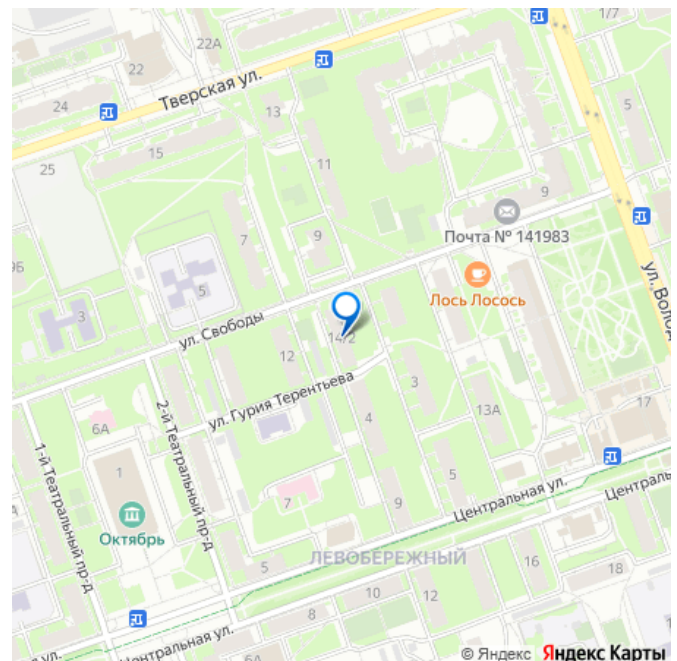 1/7
22А
22
Тверская ул.
24
13
5
15
11
25
9
Почта № 141983
7
9
9Б
5
Лось Лосось
ул. Волод
3
ул. Свободы
14/2
12
ул. Гурия Терентьева
3
4
13А
17
6А
2-й Театральный пр-д
1-й Театральный пр-д
1
5
7
9
Центральная ул.
Централь
Октябрь
ЛЕВОБЕРЕЖНЫЙ
5
16
10
18
12
8
Центральная ул.
ул.
6А
© Яндекс Яндекс Карты